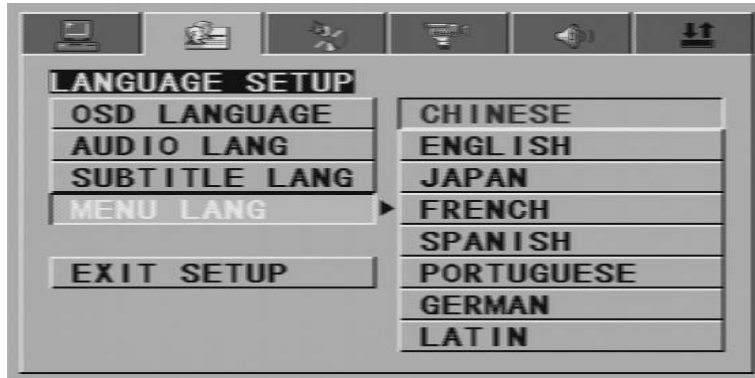 LANGUAGE SETUP
OSD LANGUAGE
AUDIO LANG
SUBTITLE LANG
MENU LANG
EXIT SETUP
CHINESE
ENGLISH
JAPAN
FRENCH
SPANISH
PORTUGUESE
GERMAN
LATIN